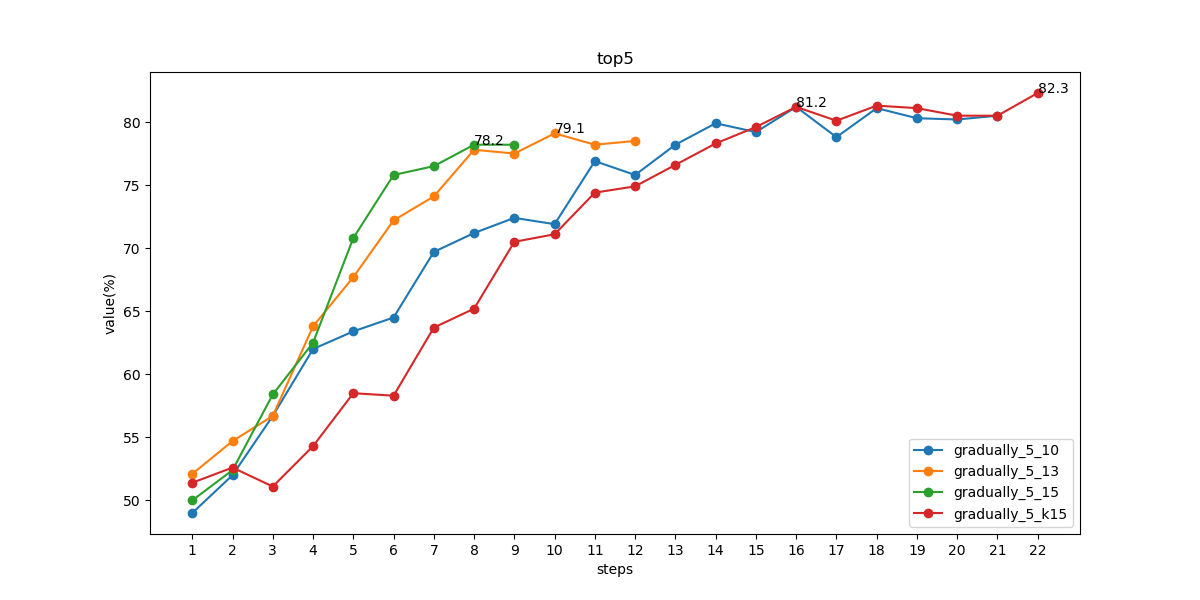 top5
82.3
81.2
79.1
78.2
value(%)
80
75
70
65
60
55
50
gradually_5_10
gradually_5_13
gradually_5_15
gradually_5_k15
1 2 3 4 5 6 7 8 9 10 11 12 13 14 15 16 17 18 19 20 21 22
steps